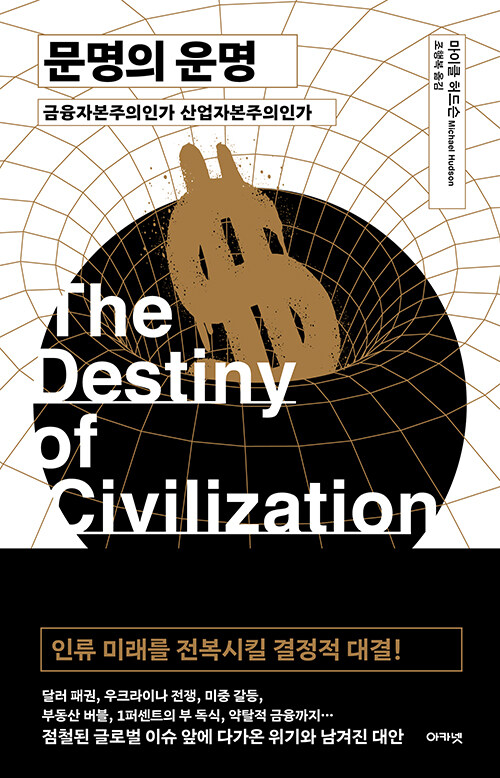 문명의 운명
금융자본주의인가 산업자본주의인가
마이클 허드슨 Michael Hudson
조행복 옮김
The
Destiny
of
Civilization
인류 미래를 전복시킬 결정적 대결!
달러 패권, 우크라이나 전쟁, 미중 갈등,
부동산 버블, 1퍼센트의 부 독식, 약탈적 금융까지…
점철된 글로벌 이슈 앞에 다가온 위기와 남겨진 대안
아카넷